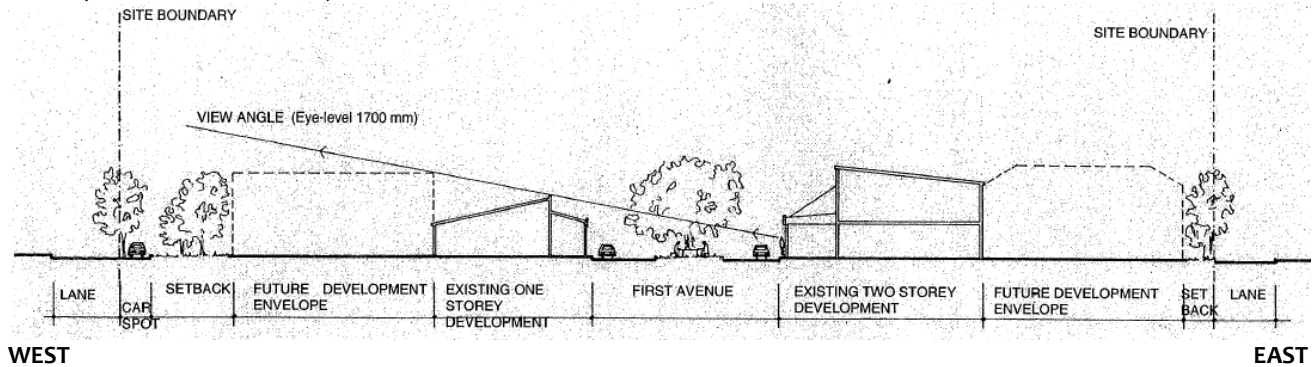 SITE BOUNDARY
SITE BOUNDARY
VIEW ANGLE (Eye-level 1700 mm)
LANE
CAR
SPOT
SETBACK
FUTURE DEVELOPMENT
ENVELOPE
EXISTING ONE
STOREY
DEVELOPMENT
FIRST AVENUE
EXISTING TWO STOREY
DEVELOPMENT
FUTURE DEVELOPMENT
ENVELOPE
SET
BACK
LANE
WEST
EAST